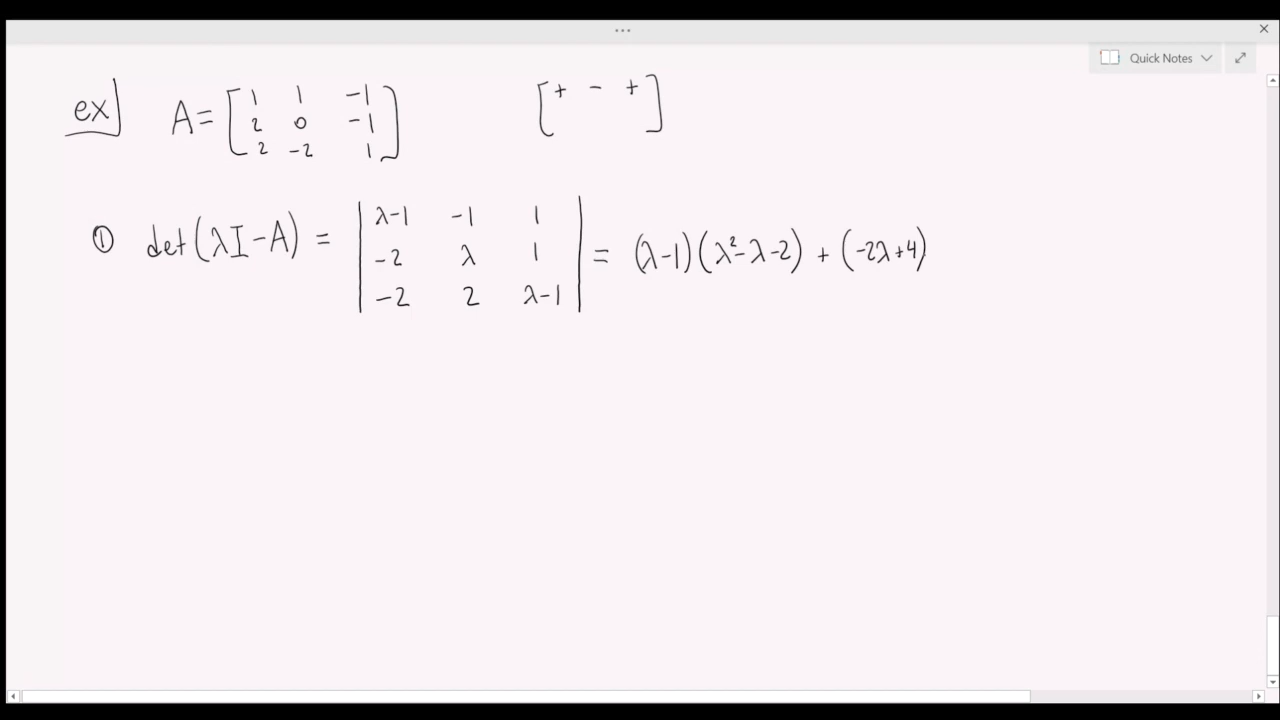 ...
Quick Notes
ex] A = [1 1 -1; 2 0 -1; 2 -2 1] [+ - +]
① det(λI-A) = |λ-1 -1 1; -2 λ 1; -2 2 λ-1| = (λ-1)(λ²-λ-2) + (-2λ+4)